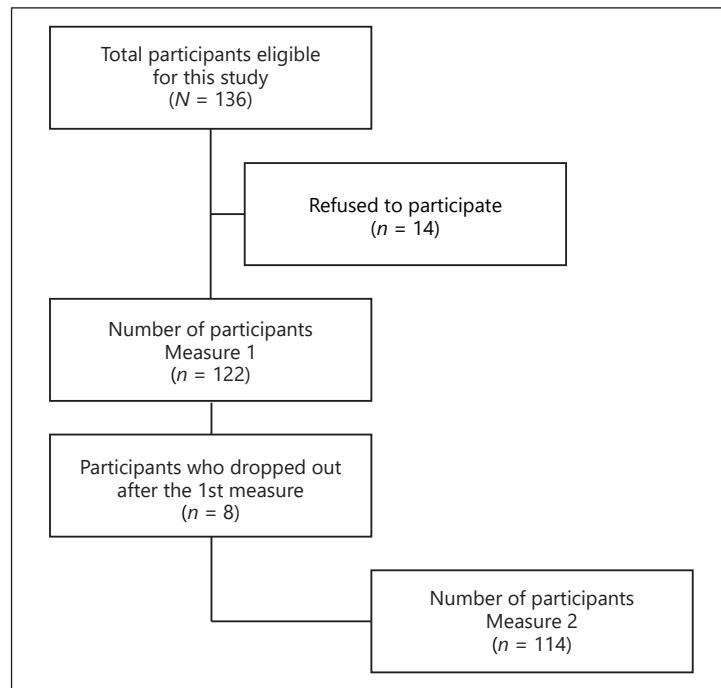 Total participants eligible
for this study
(N = 136)
Refused to participate
(n = 14)
Number of participants
Measure 1
(n = 122)
Participants who dropped out
after the 1st measure
(n = 8)
Number of participants
Measure 2
(n = 114)